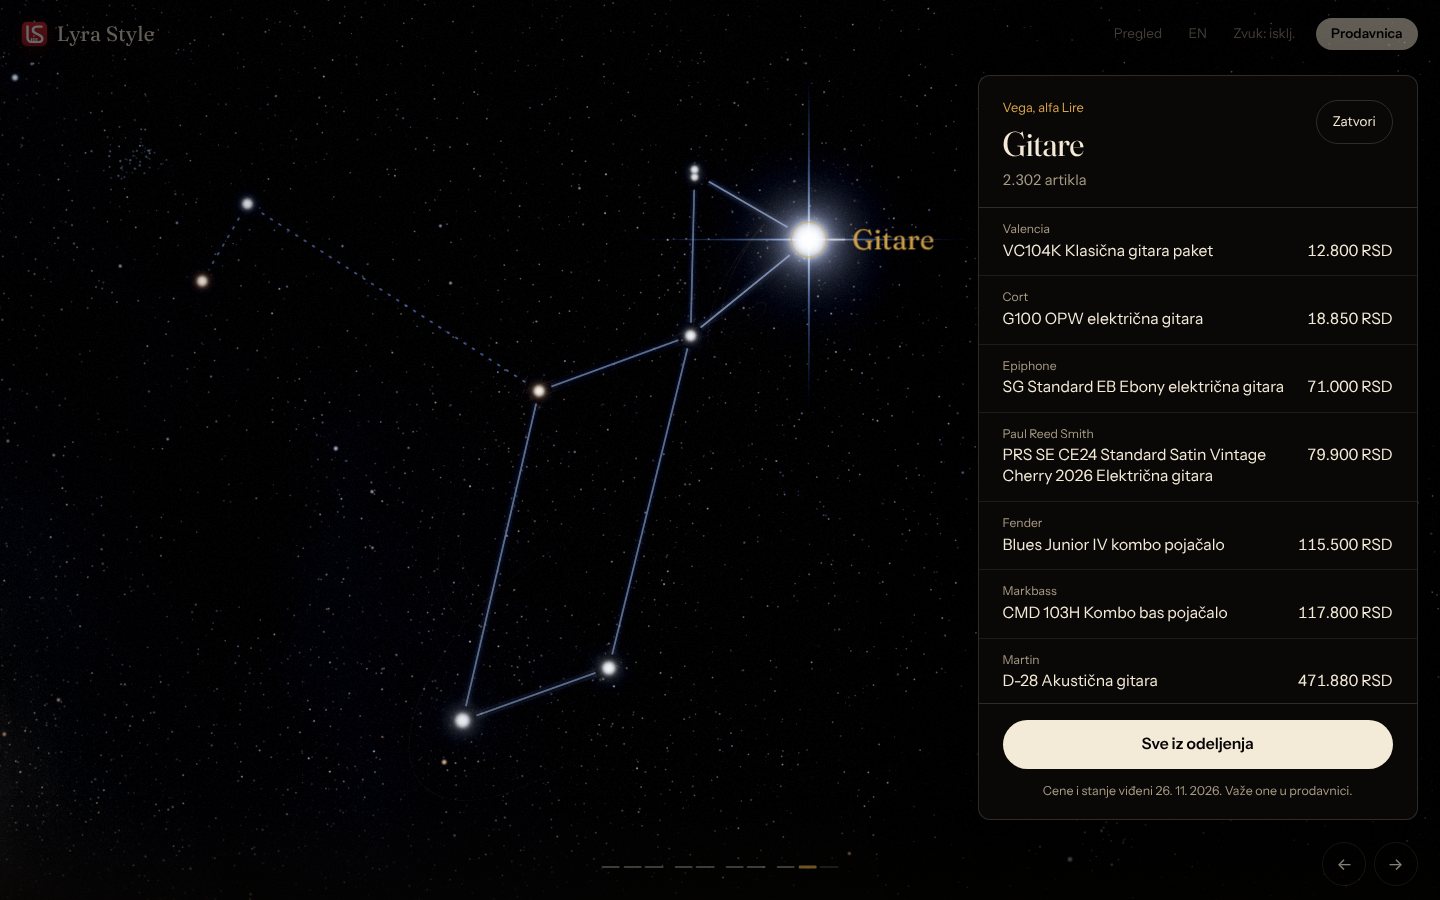 Lyra Style
Pregled
EN
Zvuk: isklj.
Prodavnica
Vega, alfa Lire
Gitare
2.302 artikla
Zatvori
Gitare
Valencia
VC104K Klasična gitara paket
12.800 RSD
Cort
G100 OPW električna gitara
18.850 RSD
Epiphone
SG Standard EB Ebony električna gitara
71.000 RSD
Paul Reed Smith
PRS SE CE24 Standard Satin Vintage
Cherry 2026 Električna gitara
79.900 RSD
Fender
Blues Junior IV kombo pojačalo
115.500 RSD
Markbass
CMD 103H Kombo bas pojačalo
117.800 RSD
Martin
D-28 Akustična gitara
471.880 RSD
Sve iz odeljenja
Cene i stanje viđeni 26. 11. 2026. Važe one u prodavnici.